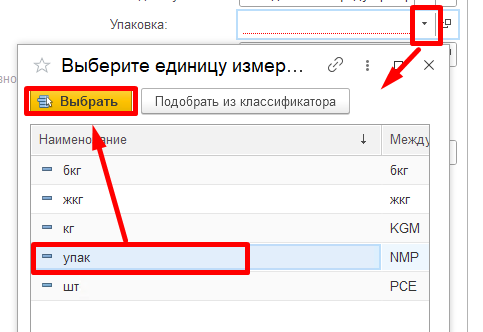 Упаковка:
Выберите единицу измер...
Выбрать
Подобрать из классификатора
Наименование ↓ Между
бкг бкг
жкг жкг
кг KGM
упак NMP
шт PCE